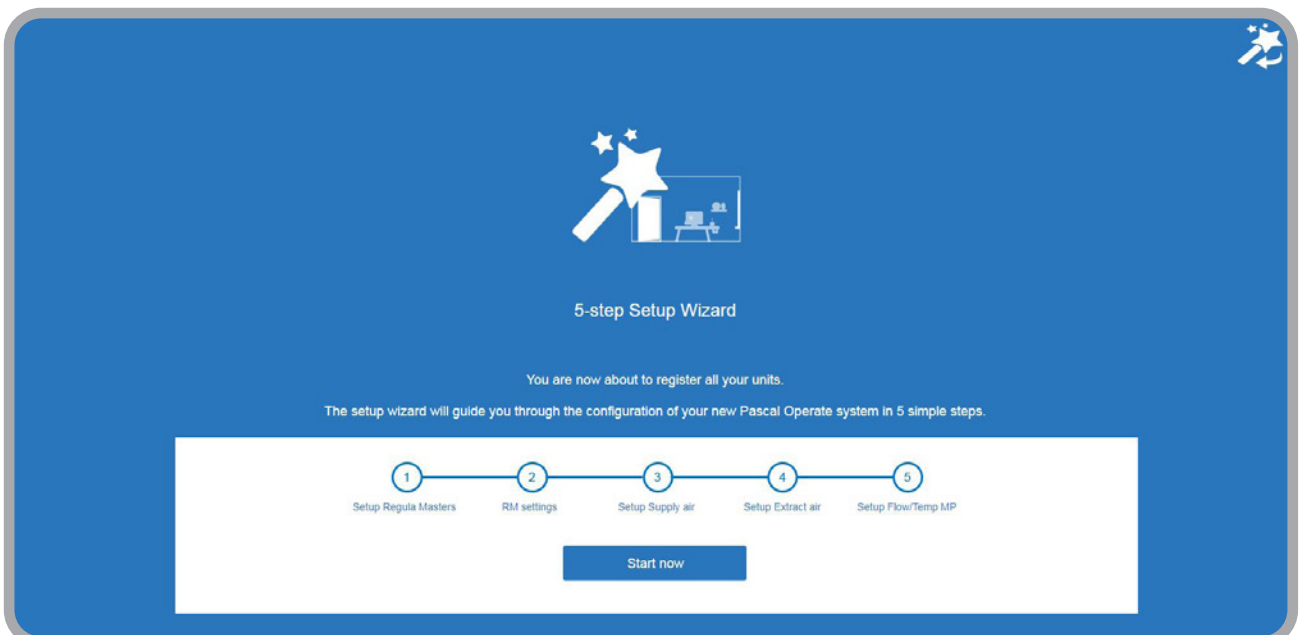 5-step Setup Wizard
You are now about to register all your units.
The setup wizard will guide you through the configuration of your new Pascal Operate system in 5 simple steps.
1 2 3 4 5
Setup Regula Masters RM settings Setup Supply air Setup Extract air Setup Flow/Temp MP
Start now